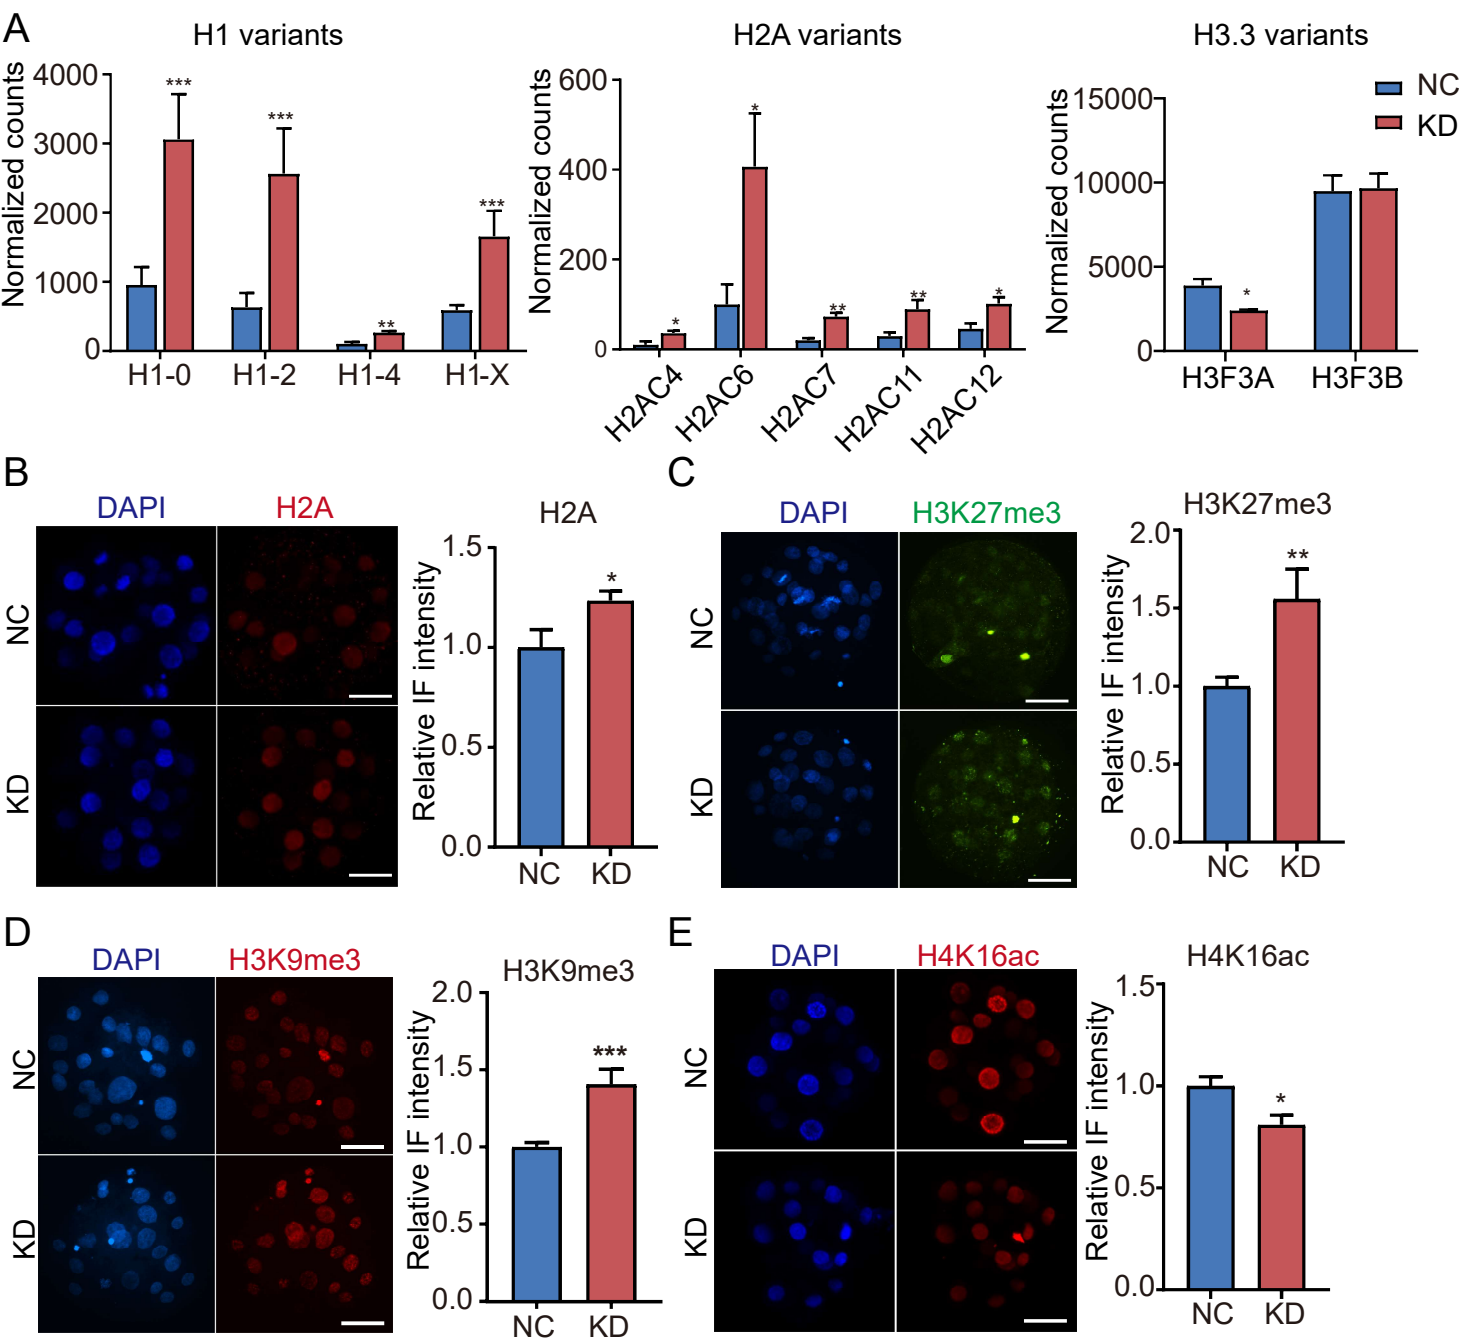 A
H1 variants
H2A variants
H3.3 variants
NC
KD
Normalized counts
4000
3000
2000
1000
0
***
***
**
***
H1-0
H1-2
H1-4
H1-X
Normalized counts
600
400
200
0
*
*
**
**
*
H2AC4
H2AC6
H2AC7
H2AC11
H2AC12
Normalized counts
15000
10000
5000
0
*
H3F3A
H3F3B
B
DAPI
H2A
NC
KD
H2A
Relative IF intensity
1.5
1.0
0.5
0.0
*
NC
KD
C
DAPI
H3K27me3
NC
KD
H3K27me3
Relative IF intensity
2.0
1.5
1.0
0.5
0.0
**
NC
KD
D
DAPI
H3K9me3
NC
KD
H3K9me3
Relative IF intensity
2.0
1.5
1.0
0.5
0.0
***
NC
KD
E
DAPI
H4K16ac
NC
KD
H4K16ac
Relative IF intensity
1.5
1.0
0.5
0.0
*
NC
KD